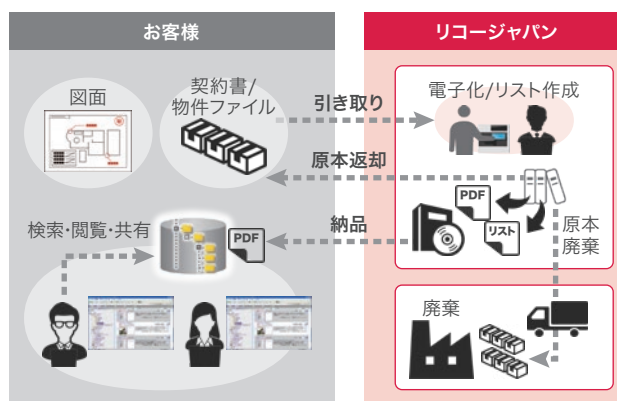 お客様
リコージャパン
図面
契約書/
物件ファイル
引き取り
電子化/リスト作成
原本返却
PDF
リスト
原本
廃棄
納品
検索・閲覧・共有
PDF
廃棄